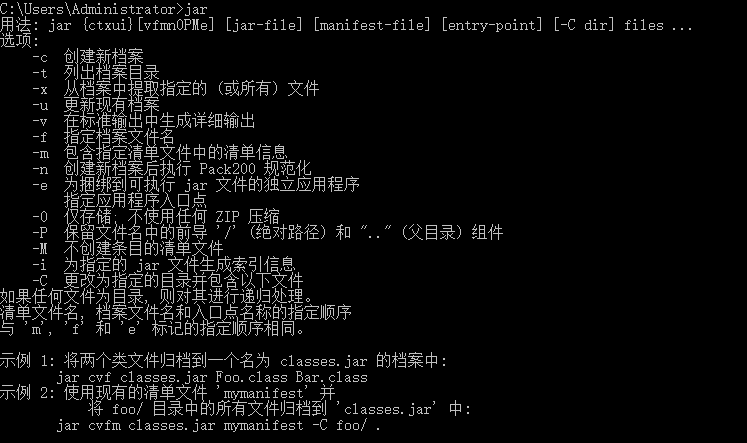 C:\Users\Administrator>jar
用法: jar {ctxui}[vfmn0PMe] [jar-file] [manifest-file] [entry-point] [-C dir] files ...
选项:
    -c  创建新档案
    -t  列出档案目录
    -x  从档案中提取指定的 (或所有) 文件
    -u  更新现有档案
    -v  在标准输出中生成详细输出
    -f  指定档案文件名
    -m  包含指定清单文件中的清单信息
    -n  创建新档案后执行 Pack200 规范化
    -e  为捆绑到可执行 jar 文件的独立应用程序
        指定应用程序入口点
    -0  仅存储; 不使用任何 ZIP 压缩
    -P  保留文件名中的前导 '/' (绝对路径) 和 ".." (父目录) 组件
    -M  不创建条目的清单文件
    -i  为指定的 jar 文件生成索引信息
    -C  更改为指定的目录并包含以下文件
如果任何文件为目录, 则对其进行递归处理。
清单文件名, 档案文件名和入口点名称的指定顺序
与 'm', 'f' 和 'e' 标记的指定顺序相同。

示例 1: 将两个类文件归档到一个名为 classes.jar 的档案中:
       jar cvf classes.jar Foo.class Bar.class
示例 2: 使用现有的清单文件 'mymanifest' 并
           将 foo/ 目录中的所有文件归档到 'classes.jar' 中:
       jar cvfm classes.jar mymanifest -C foo/ .